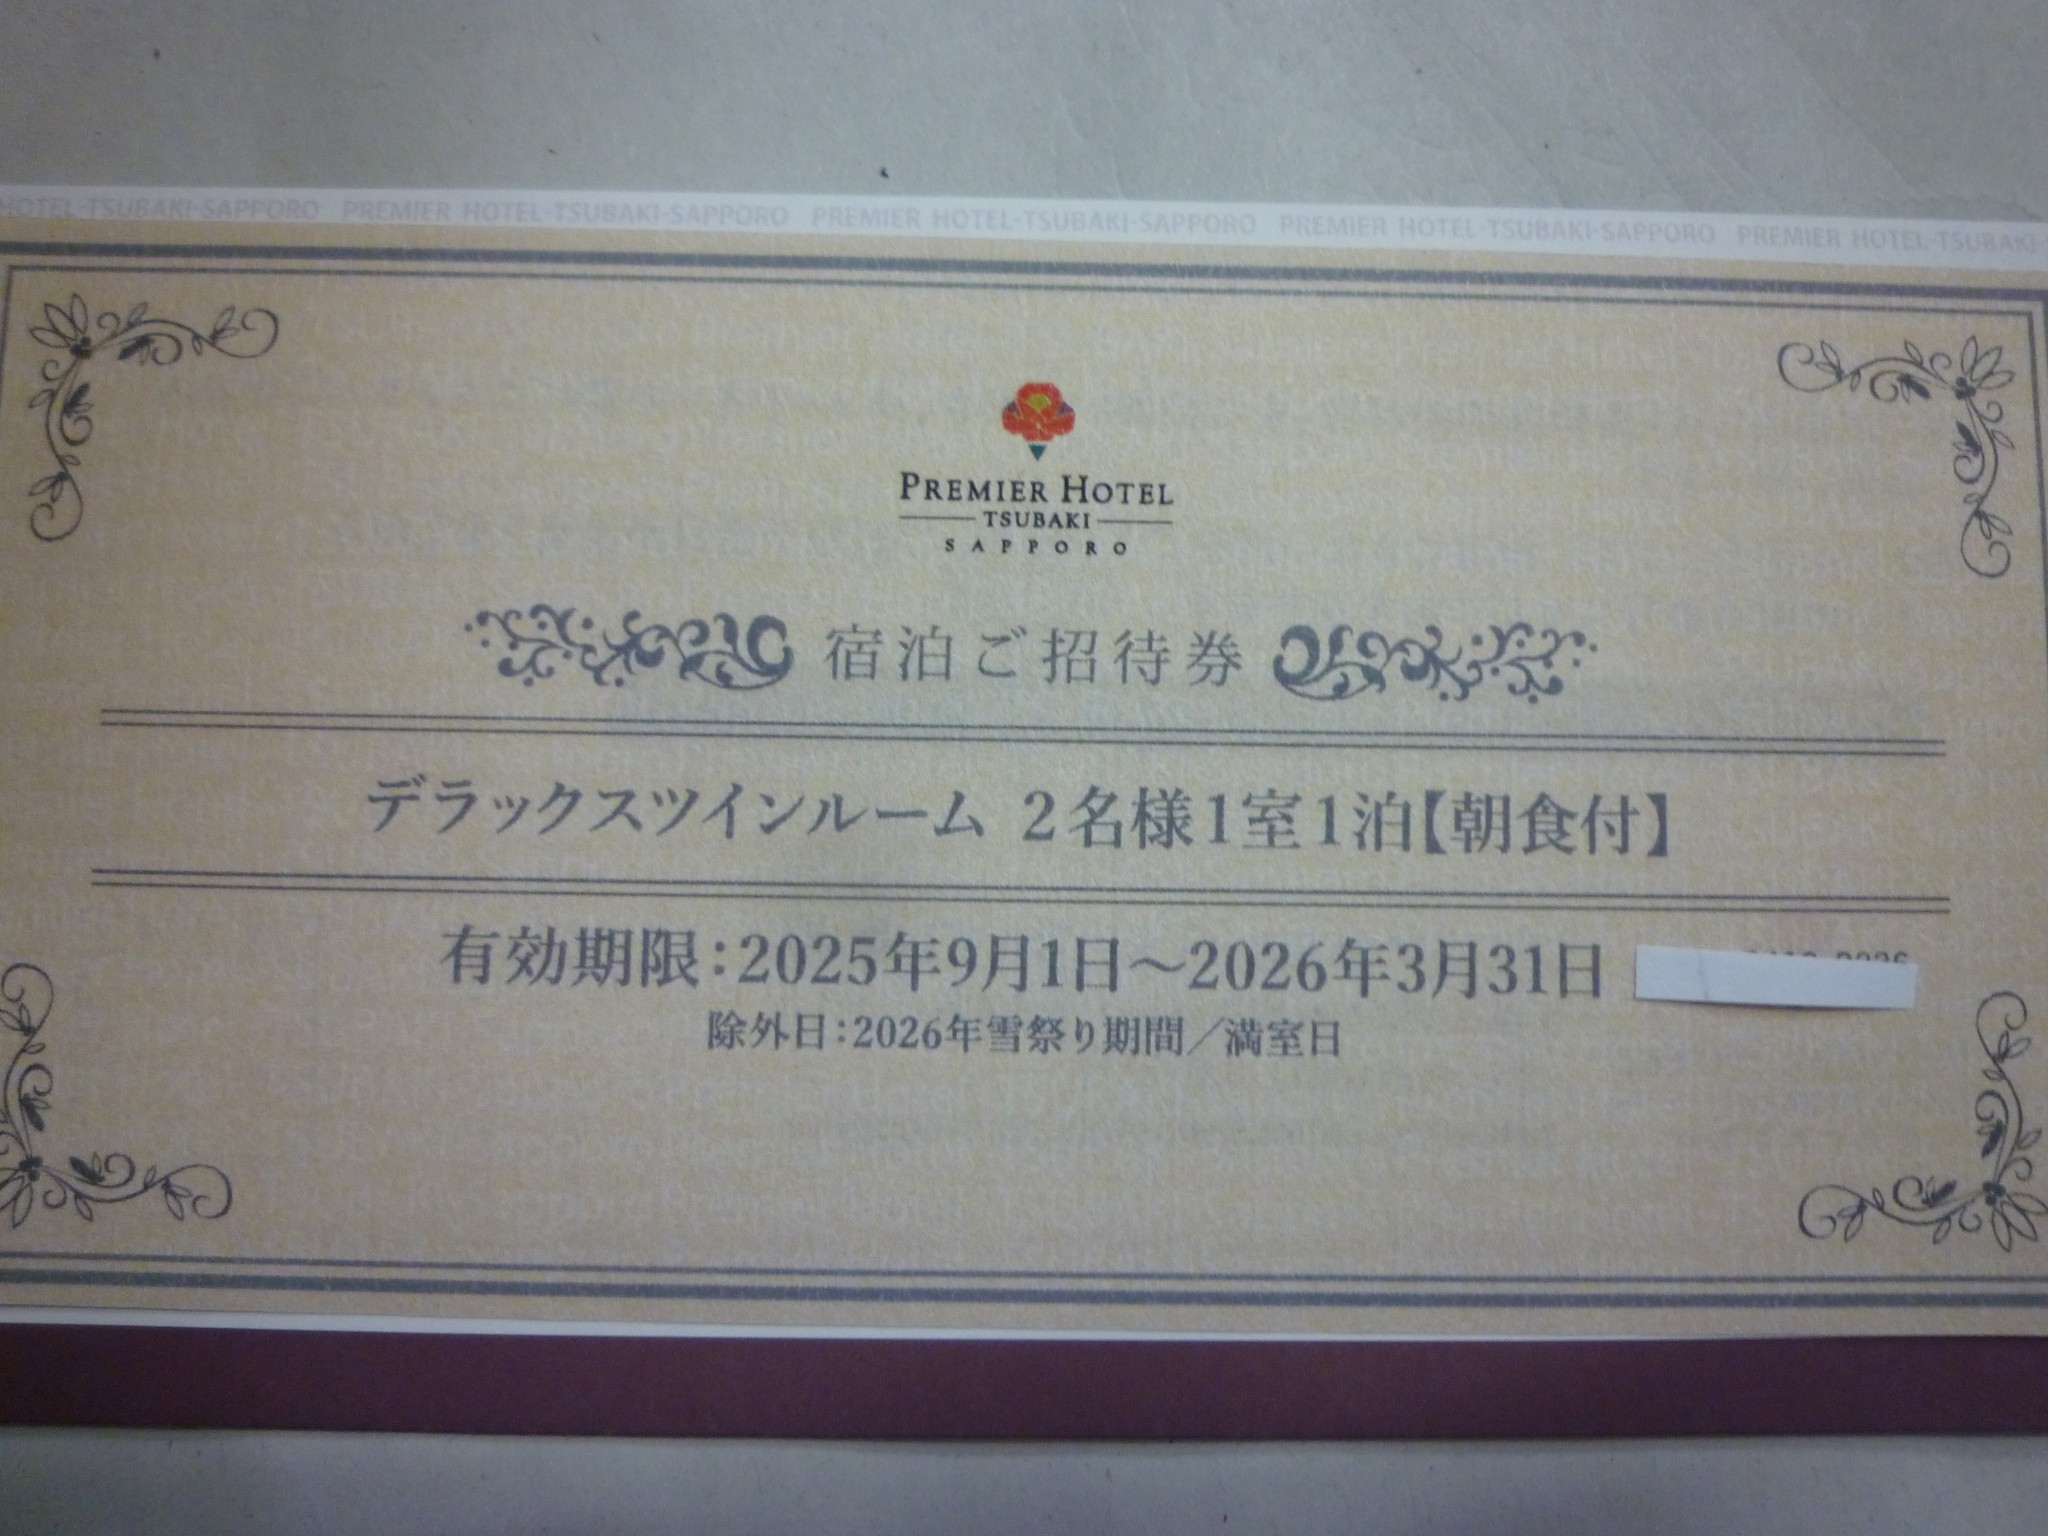 HOTEL-TSUBAKI-SAPPORO PREMIER HOTEL-TSUBAKI-SAPPORO PREMIER HOTEL-TSUBAKI-SAPPORO PREMIER HOTEL-TSUBAKI-SAPPORO PREMIER HOTEL-TSUBAKI-
PREMIER HOTEL
TSUBAKI
SAPPORO
宿泊ご招待券
デラックスツインルーム 2名様1室1泊【朝食付】
有効期限：2025年9月1日～2026年3月31日
除外日：2026年雪祭り期間／満室日